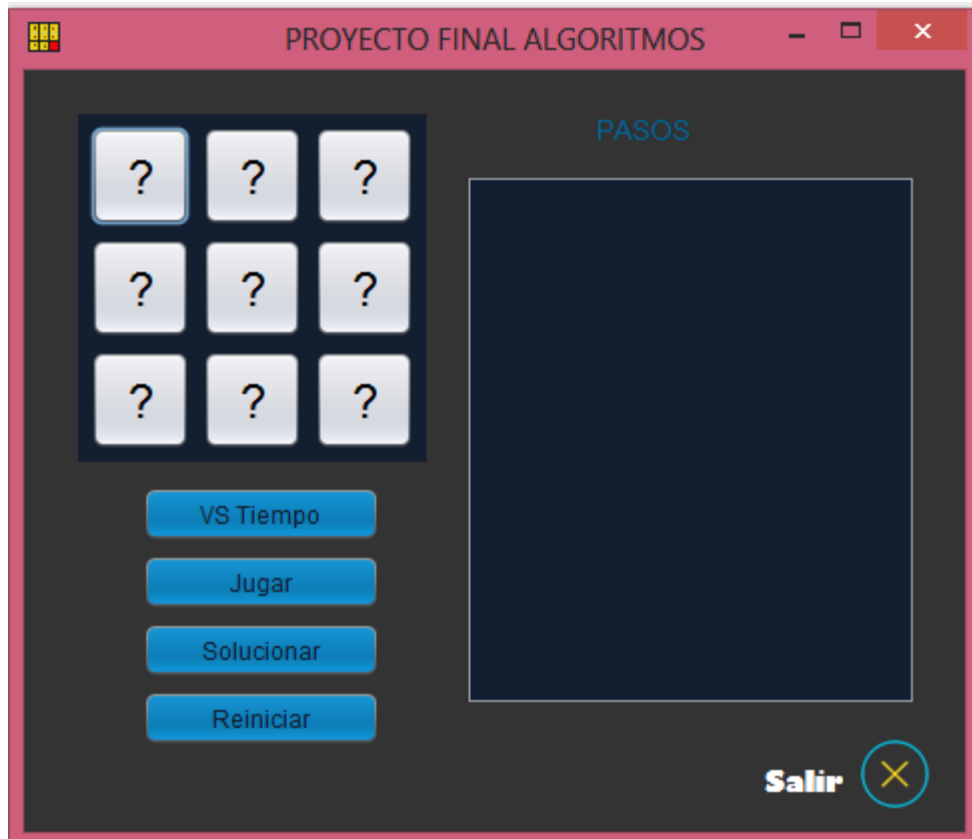 PROYECTO FINAL ALGORITMOS
PASOS
? ? ?
? ? ?
? ? ?
VS Tiempo
Jugar
Solucionar
Reiniciar
Salir